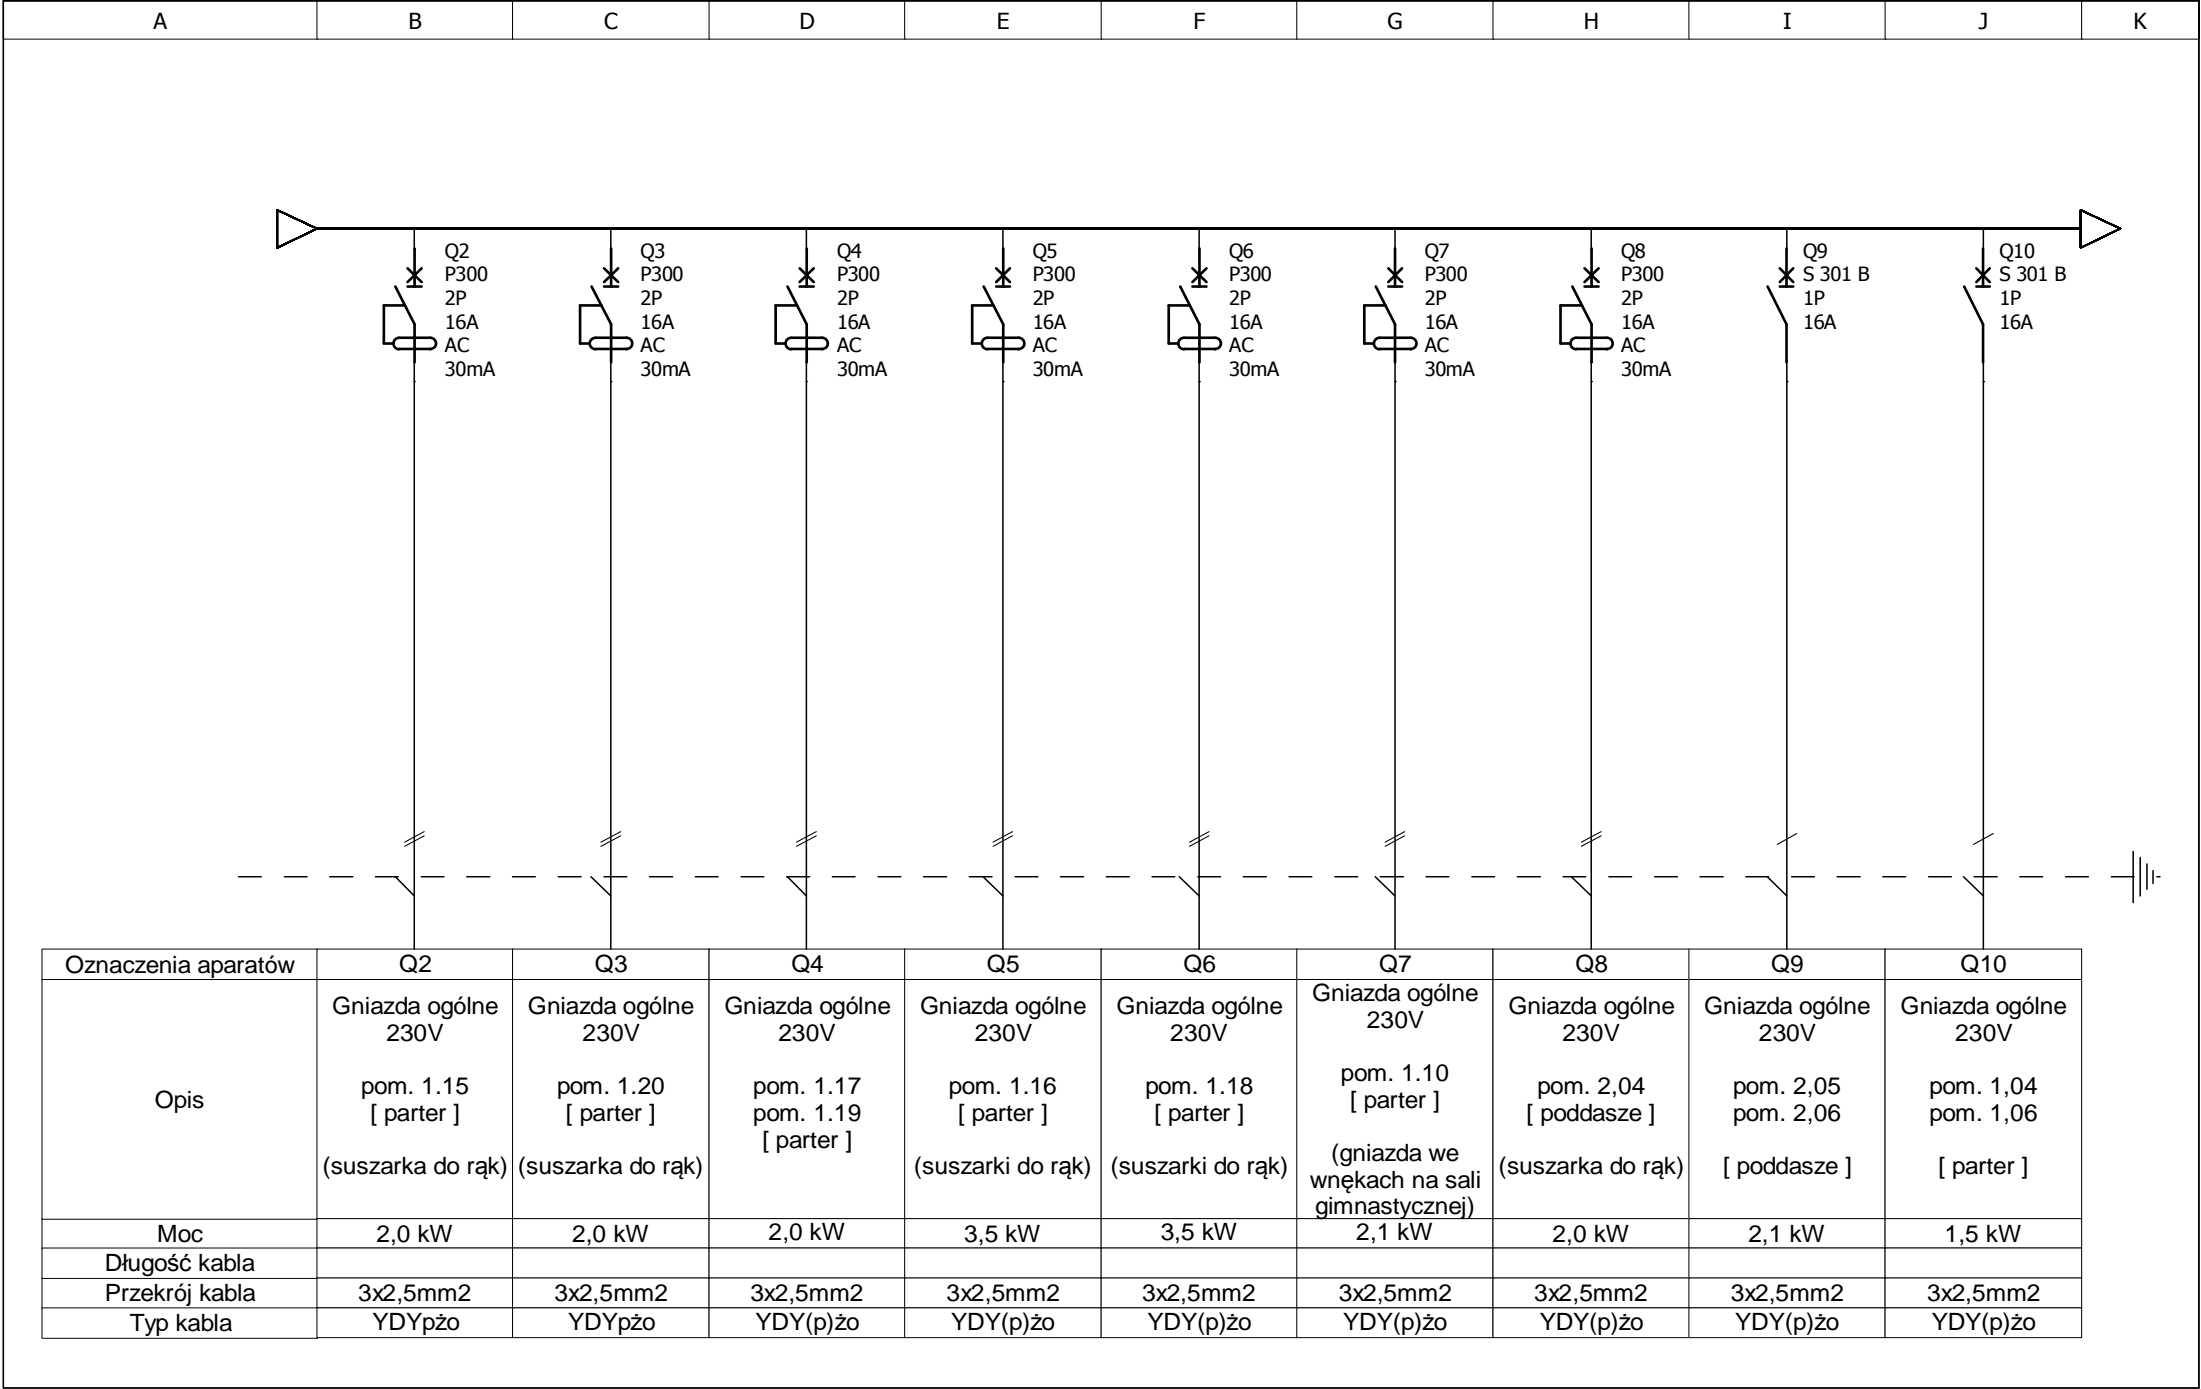 A B C D E F G H I J K
Q2
P300
2P
16A
AC
30mA
Q3
P300
2P
16A
AC
30mA
Q4
P300
2P
16A
AC
30mA
Q5
P300
2P
16A
AC
30mA
Q6
P300
2P
16A
AC
30mA
Q7
P300
2P
16A
AC
30mA
Q8
P300
2P
16A
AC
30mA
Q9
S 301 B
1P
16A
Q10
S 301 B
1P
16A
Oznaczenia aparatów Q2 Q3 Q4 Q5 Q6 Q7 Q8 Q9 Q10
Opis
Gniazda ogólne
230V
pom. 1.15
[ parter ]
(suszarka do rąk)
Gniazda ogólne
230V
pom. 1.20
[ parter ]
(suszarka do rąk)
Gniazda ogólne
230V
pom. 1.17
pom. 1.19
[ parter ]
Gniazda ogólne
230V
pom. 1.16
[ parter ]
(suszarki do rąk)
Gniazda ogólne
230V
pom. 1.18
[ parter ]
(suszarki do rąk)
Gniazda ogólne
230V
pom. 1.10
[ parter ]
(gniazda we
wnękach na sali
gimnastycznej)
Gniazda ogólne
230V
pom. 2,04
[ poddasze ]
(suszarka do rąk)
Gniazda ogólne
230V
pom. 2,05
pom. 2,06
[ poddasze ]
Gniazda ogólne
230V
pom. 1,04
pom. 1,06
[ parter ]
Moc 2,0 kW 2,0 kW 2,0 kW 3,5 kW 3,5 kW 2,1 kW 2,0 kW 2,1 kW 1,5 kW
Długość kabla
Przekrój kabla 3x2,5mm2 3x2,5mm2 3x2,5mm2 3x2,5mm2 3x2,5mm2 3x2,5mm2 3x2,5mm2 3x2,5mm2 3x2,5mm2
Typ kabla YDYpżo YDYpżo YDY(p)żo YDY(p)żo YDY(p)żo YDY(p)żo YDY(p)żo YDY(p)żo YDY(p)żo